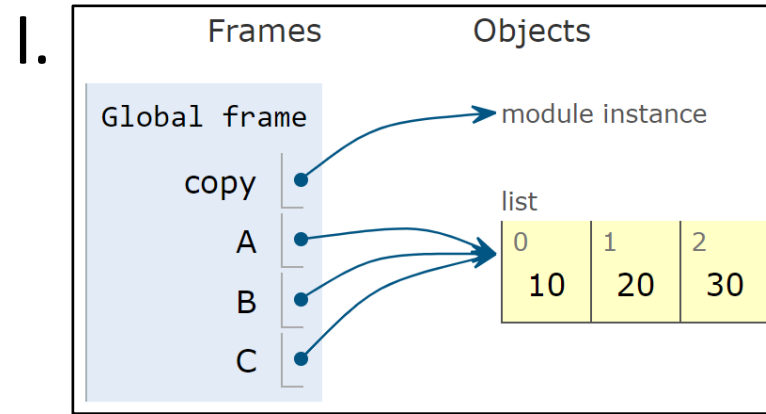 I.
Frames Objects
Global frame
module instance
copy
list
A
0 1 2
10 20 30
B
C